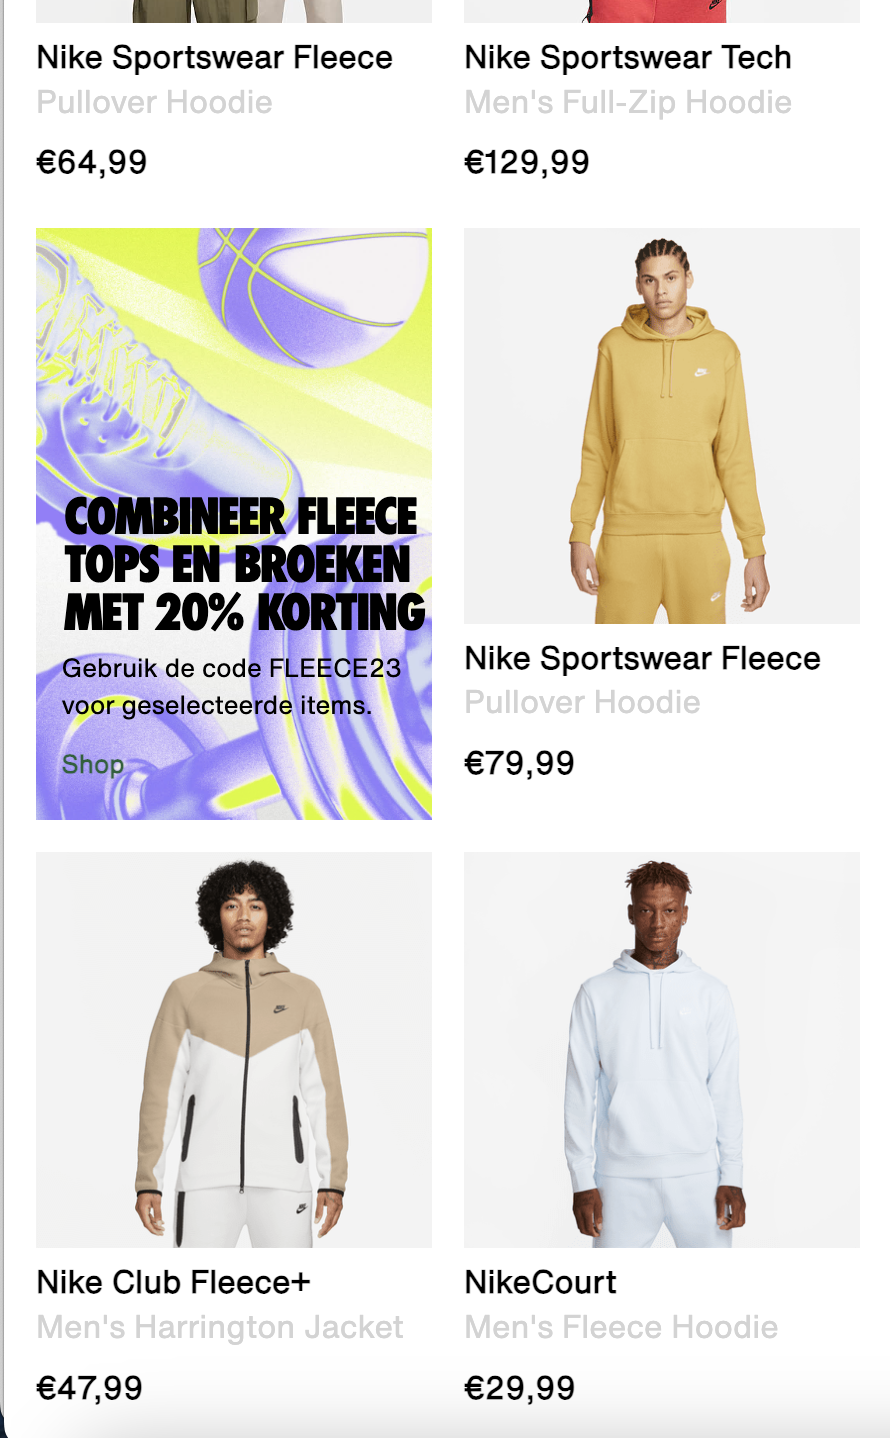 Nike Sportswear Fleece
Pullover Hoodie
€64,99
Nike Sportswear Tech
Men's Full-Zip Hoodie
€129,99
COMBINEER FLEECE
TOPS EN BROEKEN
MET 20% KORTING
Gebruik de code FLEECE23
voor geselecteerde items.
Shop
Nike Sportswear Fleece
Pullover Hoodie
€79,99
Nike Club Fleece+
Men's Harrington Jacket
€47,99
NikeCourt
Men's Fleece Hoodie
€29,99